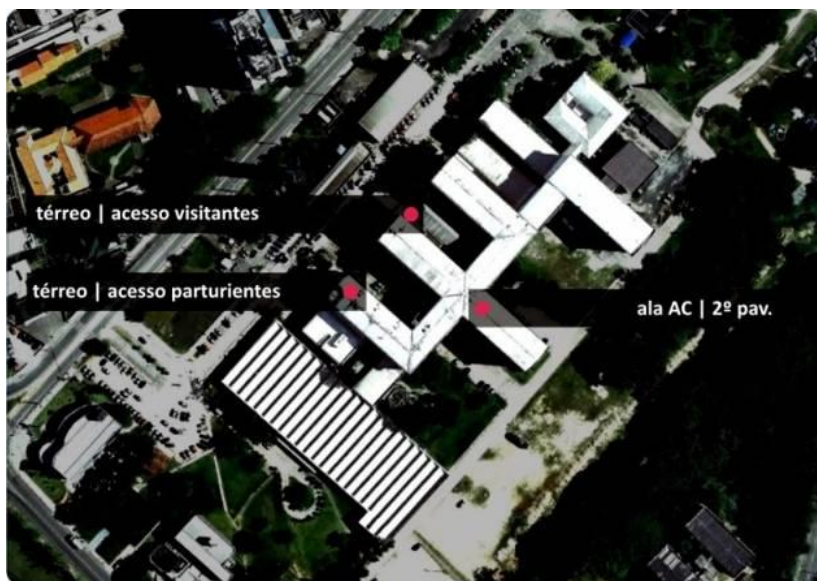 térreo | acesso visitantes
térreo | acesso parturientes
ala AC | 2º pav.